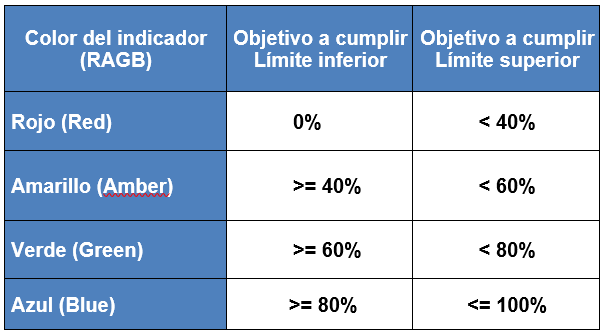 Color del indicador
(RAGB)
Objetivo a cumplir
Límite inferior
Objetivo a cumplir
Límite superior
Rojo (Red)
0%
< 40%
Amarillo (Amber)
>= 40%
< 60%
Verde (Green)
>= 60%
< 80%
Azul (Blue)
>= 80%
<= 100%